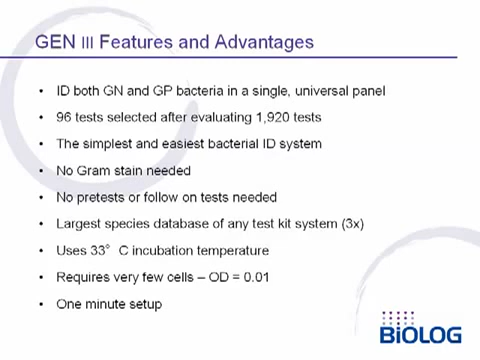 GEN III Features and Advantages
• ID both GN and GP bacteria in a single, universal panel
• 96 tests selected after evaluating 1,920 tests
• The simplest and easiest bacterial ID system
• No Gram stain needed
• No pretests or follow on tests needed
• Largest species database of any test kit system (3x)
• Uses 33° C incubation temperature
• Requires very few cells – OD = 0.01
• One minute setup
BiOLOG